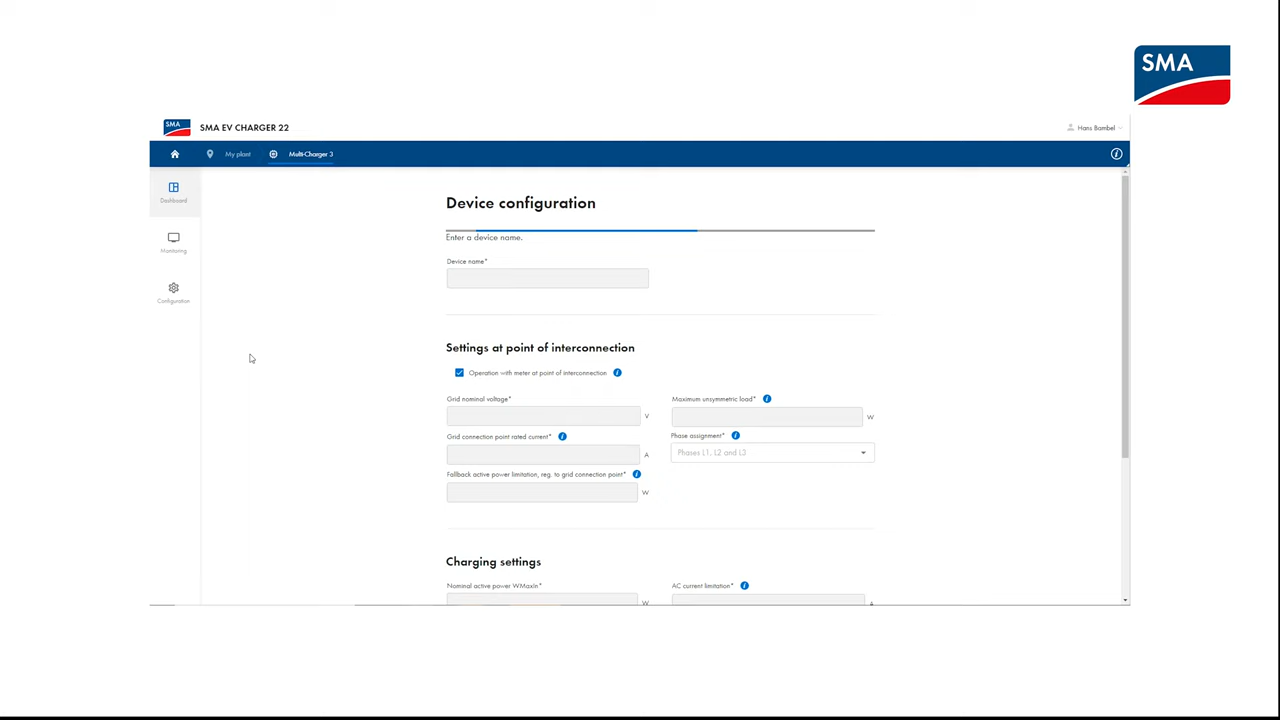 SMA
SMA
SMA EV CHARGER 22
Hans Bambel
My plant
Multi-Charger 3
Dashboard
Monitoring
Configuration
Device configuration
Enter a device name.
Device name*
Settings at point of interconnection
Operation with meter at point of interconnection
Grid nominal voltage*
V
Maximum unsymmetric load*
W
Grid connection point rated current*
A
Phase assignment*
Phases L1, L2 and L3
Fallback active power limitation, reg. to grid connection point*
W
Charging settings
Nominal active power WMaxIn*
W
AC current limitation*
A